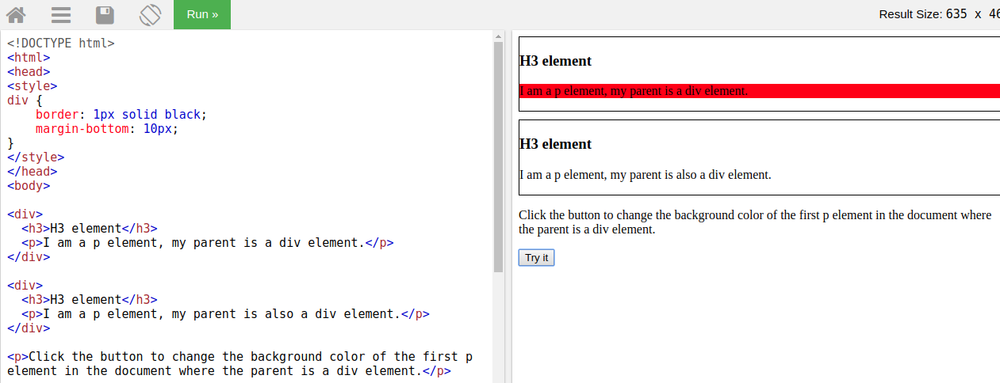 Run »
Result Size: 635 x 46
<!DOCTYPE html>
<html>
<head>
<style>
div {
    border: 1px solid black;
    margin-bottom: 10px;
}
</style>
</head>
<body>
<div>
  <h3>H3 element</h3>
  <p>I am a p element, my parent is a div element.</p>
</div>
<div>
  <h3>H3 element</h3>
  <p>I am a p element, my parent is also a div element.</p>
</div>
<p>Click the button to change the background color of the first p
element in the document where the parent is a div element.</p>
H3 element
I am a p element, my parent is a div element.
H3 element
I am a p element, my parent is also a div element.
Click the button to change the background color of the first p element in the document where
the parent is a div element.
Try it